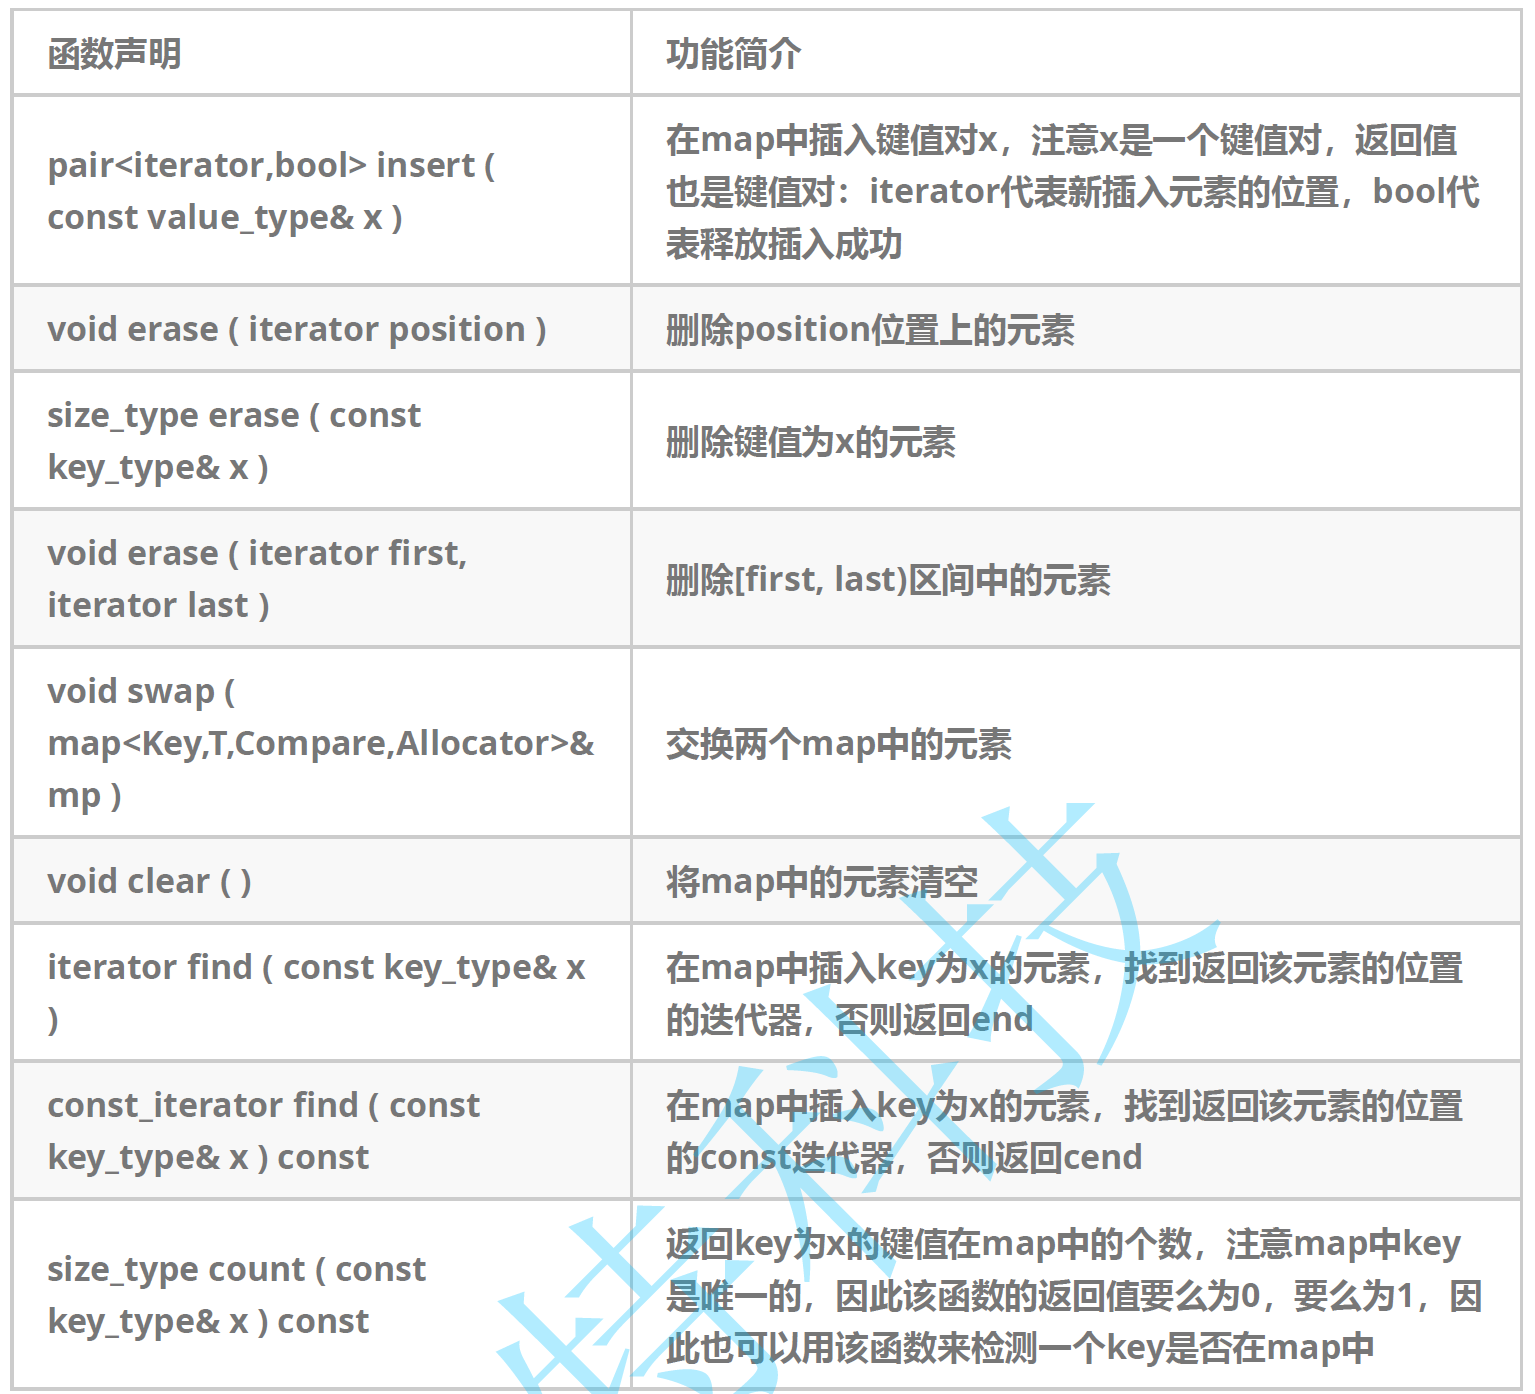 函数声明
功能简介
pair<iterator,bool> insert (
const value_type& x )
在map中插入键值对x，注意x是一个键值对，返回值
也是键值对：iterator代表新插入元素的位置，bool代
表释放插入成功
void erase ( iterator position )
删除position位置上的元素
size_type erase ( const
key_type& x )
删除键值为x的元素
void erase ( iterator first,
iterator last )
删除[first, last)区间中的元素
void swap (
map<Key,T,Compare,Allocator>&
mp )
交换两个map中的元素
void clear ( )
将map中的元素清空
iterator find ( const key_type& x
)
在map中插入key为x的元素，找到返回该元素的位置
的迭代器，否则返回end
const_iterator find ( const
key_type& x ) const
在map中插入key为x的元素，找到返回该元素的位置
的const迭代器，否则返回cend
size_type count ( const
key_type& x ) const
返回key为x的键值在map中的个数，注意map中key
是唯一的，因此该函数的返回值要么为0，要么为1，因
此也可以用该函数来检测一个key是否在map中
特科技